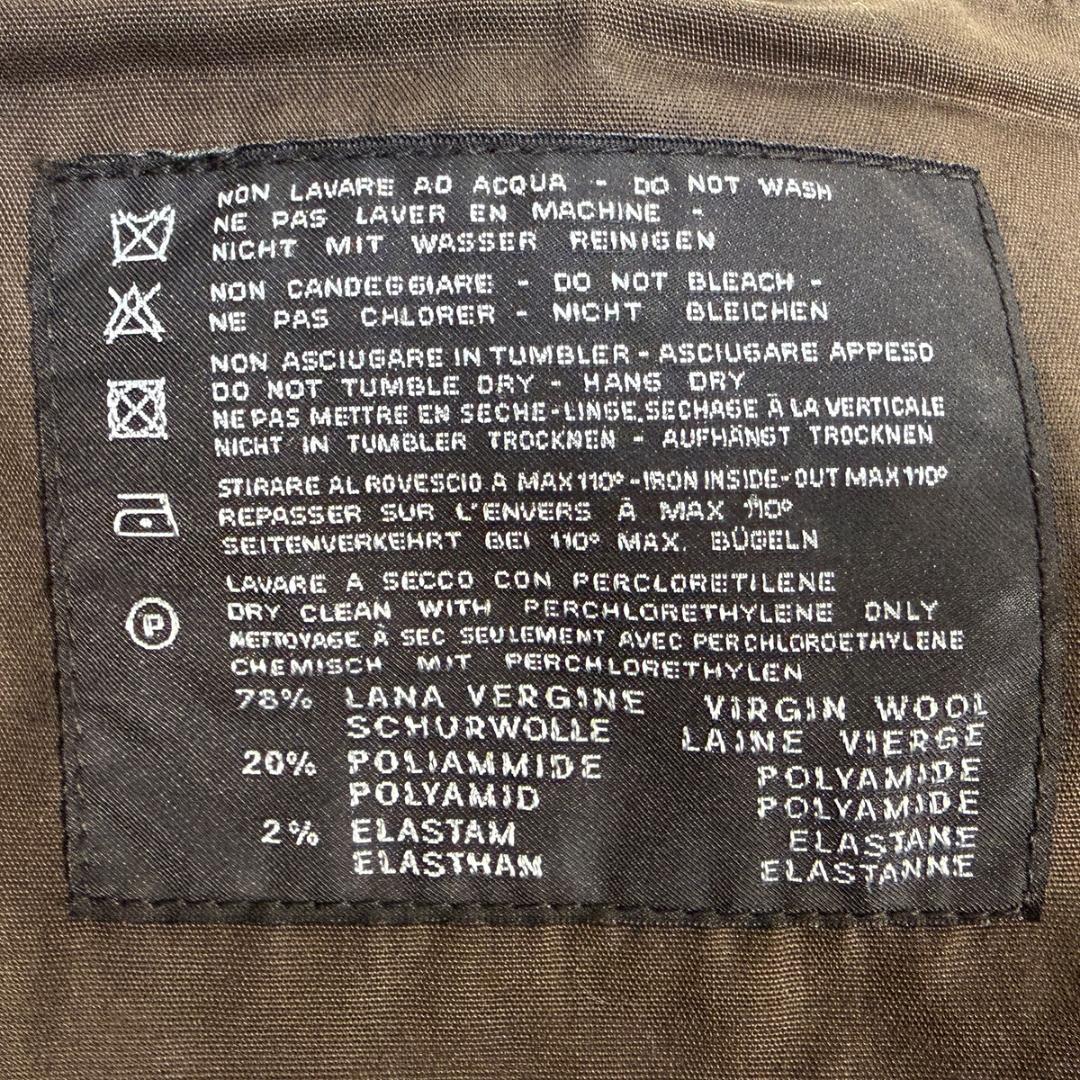 NON LAVARE AD ACQUA - DO NOT WASH
NE PAS LAVER EN MACHINE -
NICHT MIT WASSER REINIGEN
NON CANDEGGIARE - DO NOT BLEACH -
NE PAS CHLORER - NICHT BLEICHEN
NON ASCIUGARE IN TUMBLER - ASCIUGARE APPESO
DO NOT TUMBLE DRY - HANG DRY
NE PAS METTRE EN SECHE-LINGE. SECHAGE À LA VERTICALE
NICHT IN TUMBLER TROCKNEN - AUFHÄNGT TROCKNEN
STIRARE AL ROVESCIO A MAX 110° - IRON INSIDE-OUT MAX 110°
REPASSER SUR L'ENVERS À MAX 110°
SEITENVERKEHRT BEI 110° MAX. BÜGELN
LAVARE A SECCO CON PERCLORETILENE
P DRY CLEAN WITH PERCHLORETHYLENE ONLY
NETTOYAGE À SEC SEULEMENT AVEC PERCHLOROETHYLENE
CHEMISCH MIT PERCHLORETHYLEN
78% LANA VERGINE VIRGIN WOOL
SCHURWOLLE LAINE VIERGE
20% POLIAMMIDE POLYAMIDE
POLYAMID POLYAMIDE
2% ELASTAM ELASTANE
ELASTHAN ELASTANNE